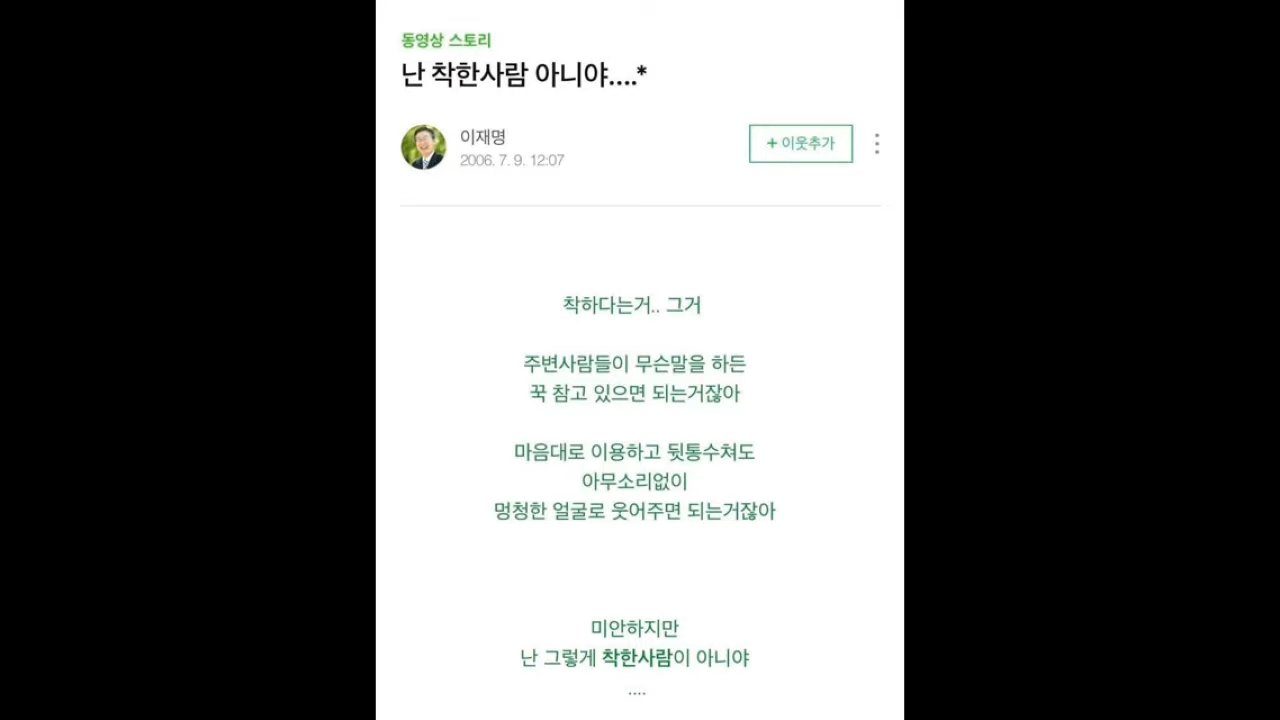 동영상 스토리
난 착한사람 아니야....*
이재명
2006. 7. 9. 12:07
+ 이웃추가
착하다는거.. 그거
주변사람들이 무슨말을 하든
꾹 참고 있으면 되는거잖아
마음대로 이용하고 뒷통수쳐도
아무소리없이
멍청한 얼굴로 웃어주면 되는거잖아
미안하지만
난 그렇게 착한사람이 아니야
....